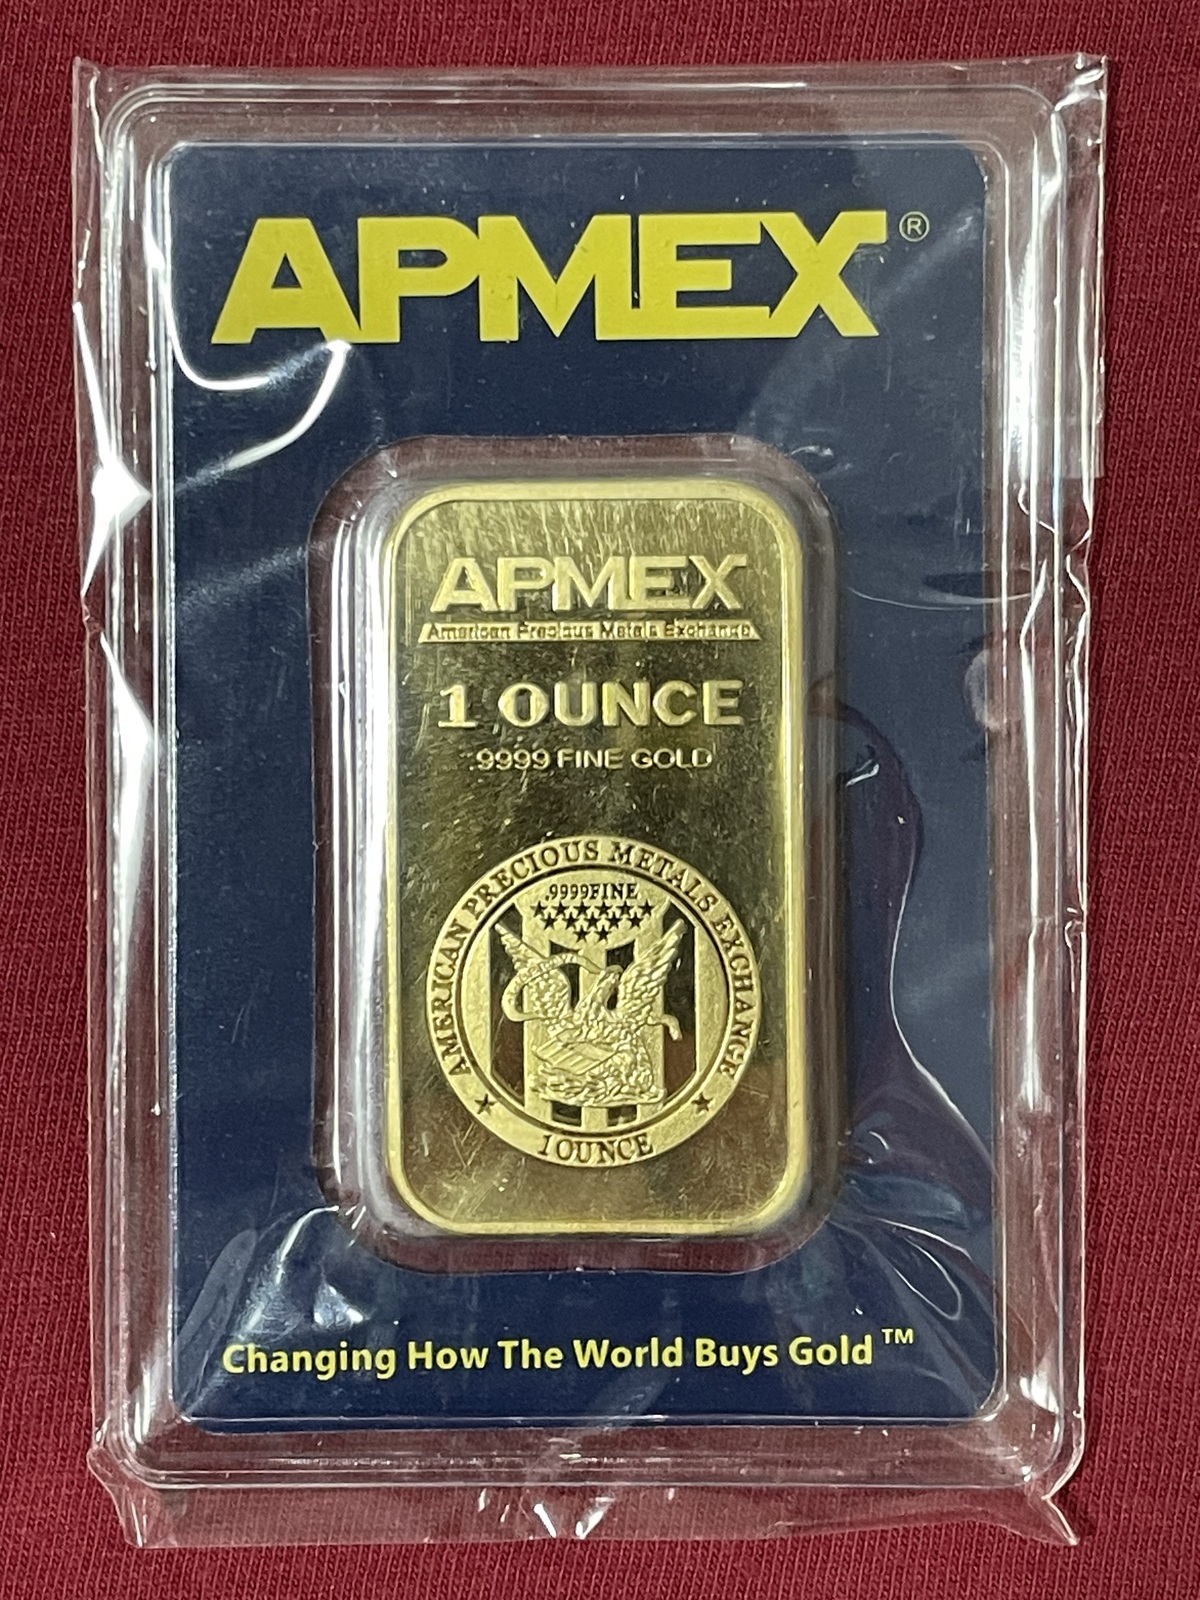 APMEX®
APMEX
American Precious Metals Exchange
1 OUNCE
.9999 FINE GOLD
AMERICAN PRECIOUS METALS EXCHANGE
.9999FINE
1OUNCE
Changing How The World Buys Gold™